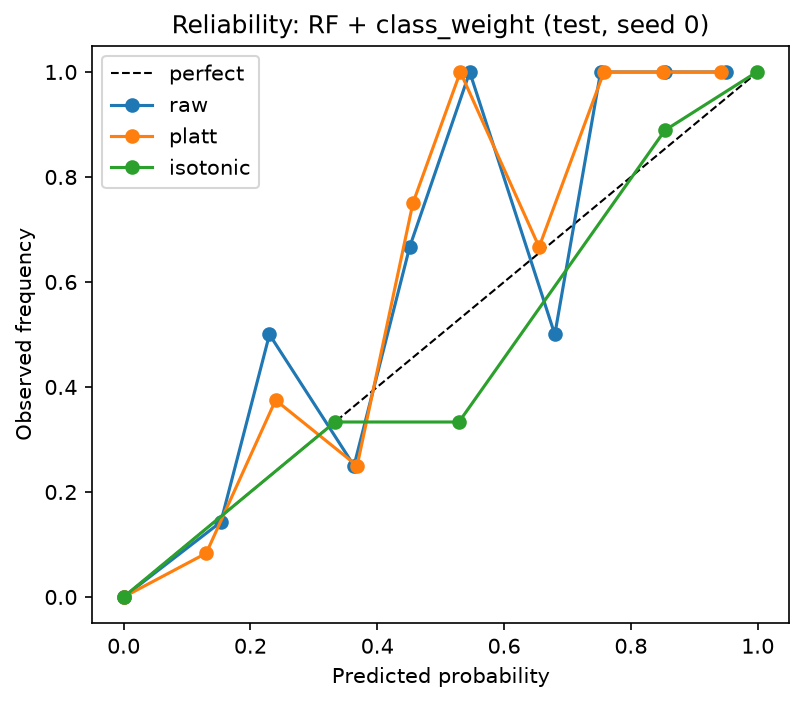 Reliability: RF + class_weight (test, seed 0)
perfect
raw
platt
isotonic
Observed frequency
1.0
0.8
0.6
0.4
0.2
0.0
0.0 0.2 0.4 0.6 0.8 1.0
Predicted probability